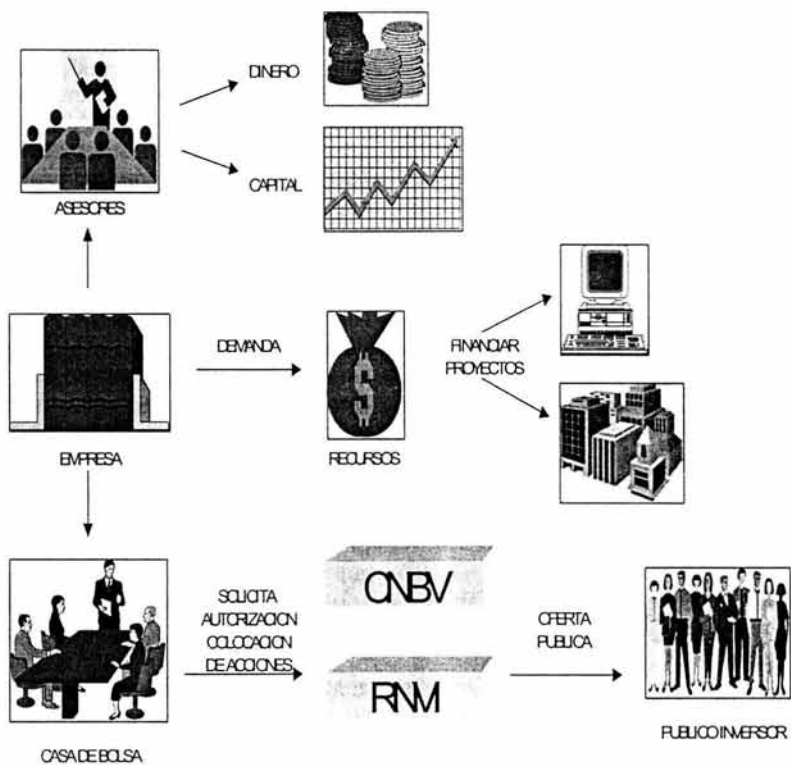 DINERO
CAPITAL
ASESORES
DEMANDA
FINANCIAR
PROYECTOS
$
EMPRESA
RECURSOS
SOLICITA
AUTORIZACION
COLOCACION
DE ACCIONES
CNBV
RNM
OFERTA
PUBLICA
CASA DE BOLSA
PUBLICO INVERSOR